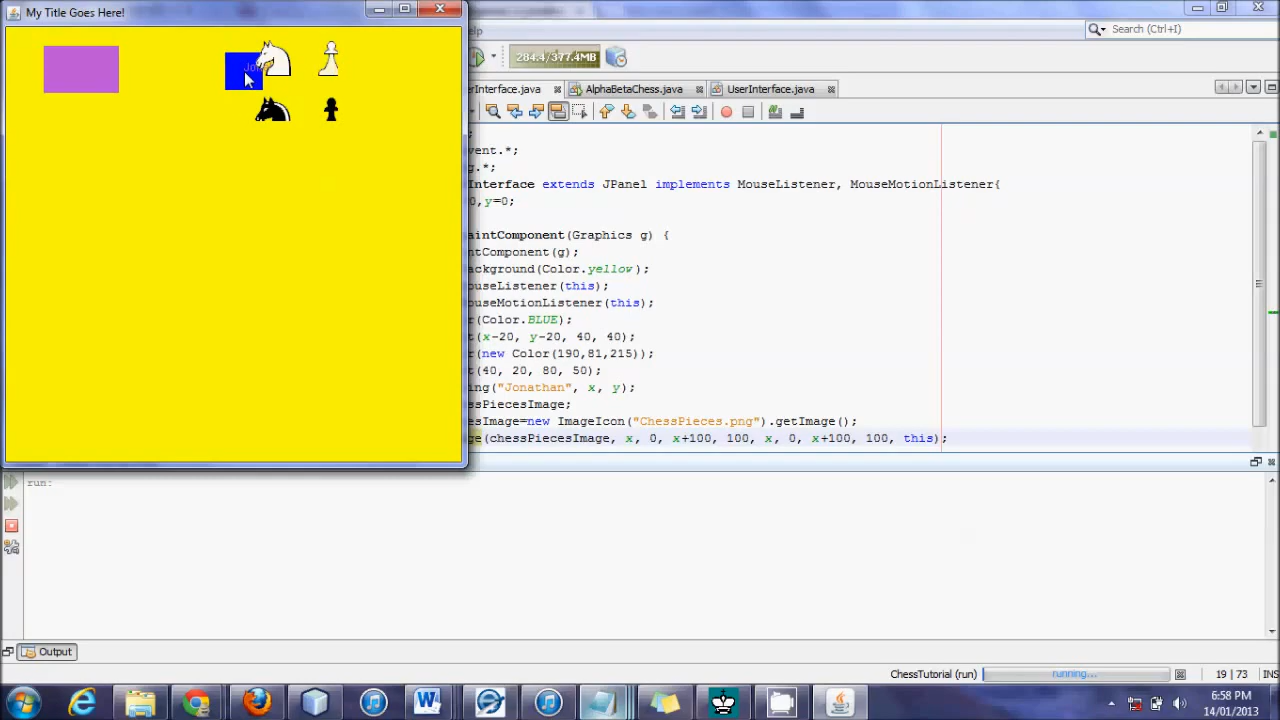 My Title Goes Here!
elp
Search (Ctrl+I)
284.4/377.4MB
erInterface.java
AlphaBetaChess.java
UserInterface.java
;
vent.*;
g.*;
Interface extends JPanel implements MouseListener, MouseMotionListener{
0,y=0;
aintComponent(Graphics g) {
ntComponent(g);
ackground(Color.yellow);
ouseListener(this);
ouseMotionListener(this);
r(Color.BLUE);
t(x-20, y-20, 40, 40);
r(new Color(190,81,215));
t(40, 20, 80, 50);
ing("Jonathan", x, y);
ssPiecesImage;
esImage=new ImageIcon("ChessPieces.png").getImage();
ge(chessPiecesImage, x, 0, x+100, 100, x, 0, x+100, 100, this);
run:
Output
ChessTutorial (run)
running...
19 | 73
INS
6:58 PM
14/01/2013